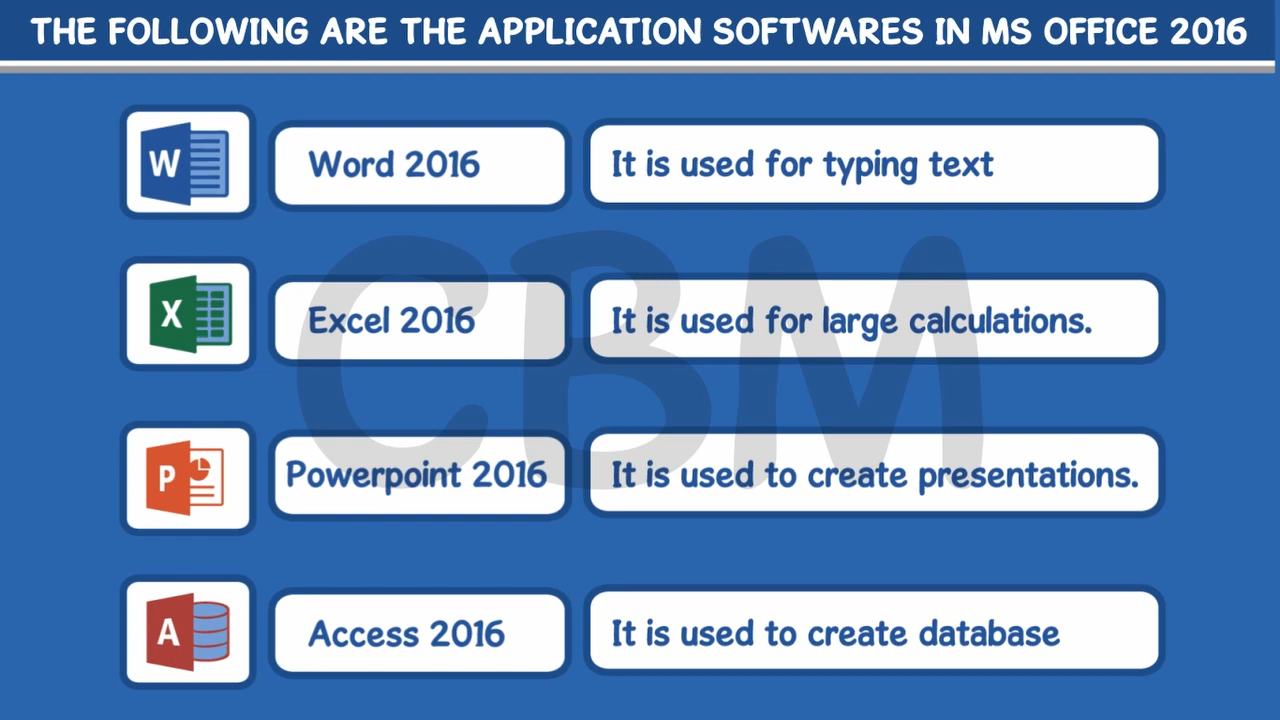 THE FOLLOWING ARE THE APPLICATION SOFTWARES IN MS OFFICE 2016
W
Word 2016
It is used for typing text
X
Excel 2016
It is used for large calculations.
CBM
P
Powerpoint 2016
It is used to create presentations.
A
Access 2016
It is used to create database